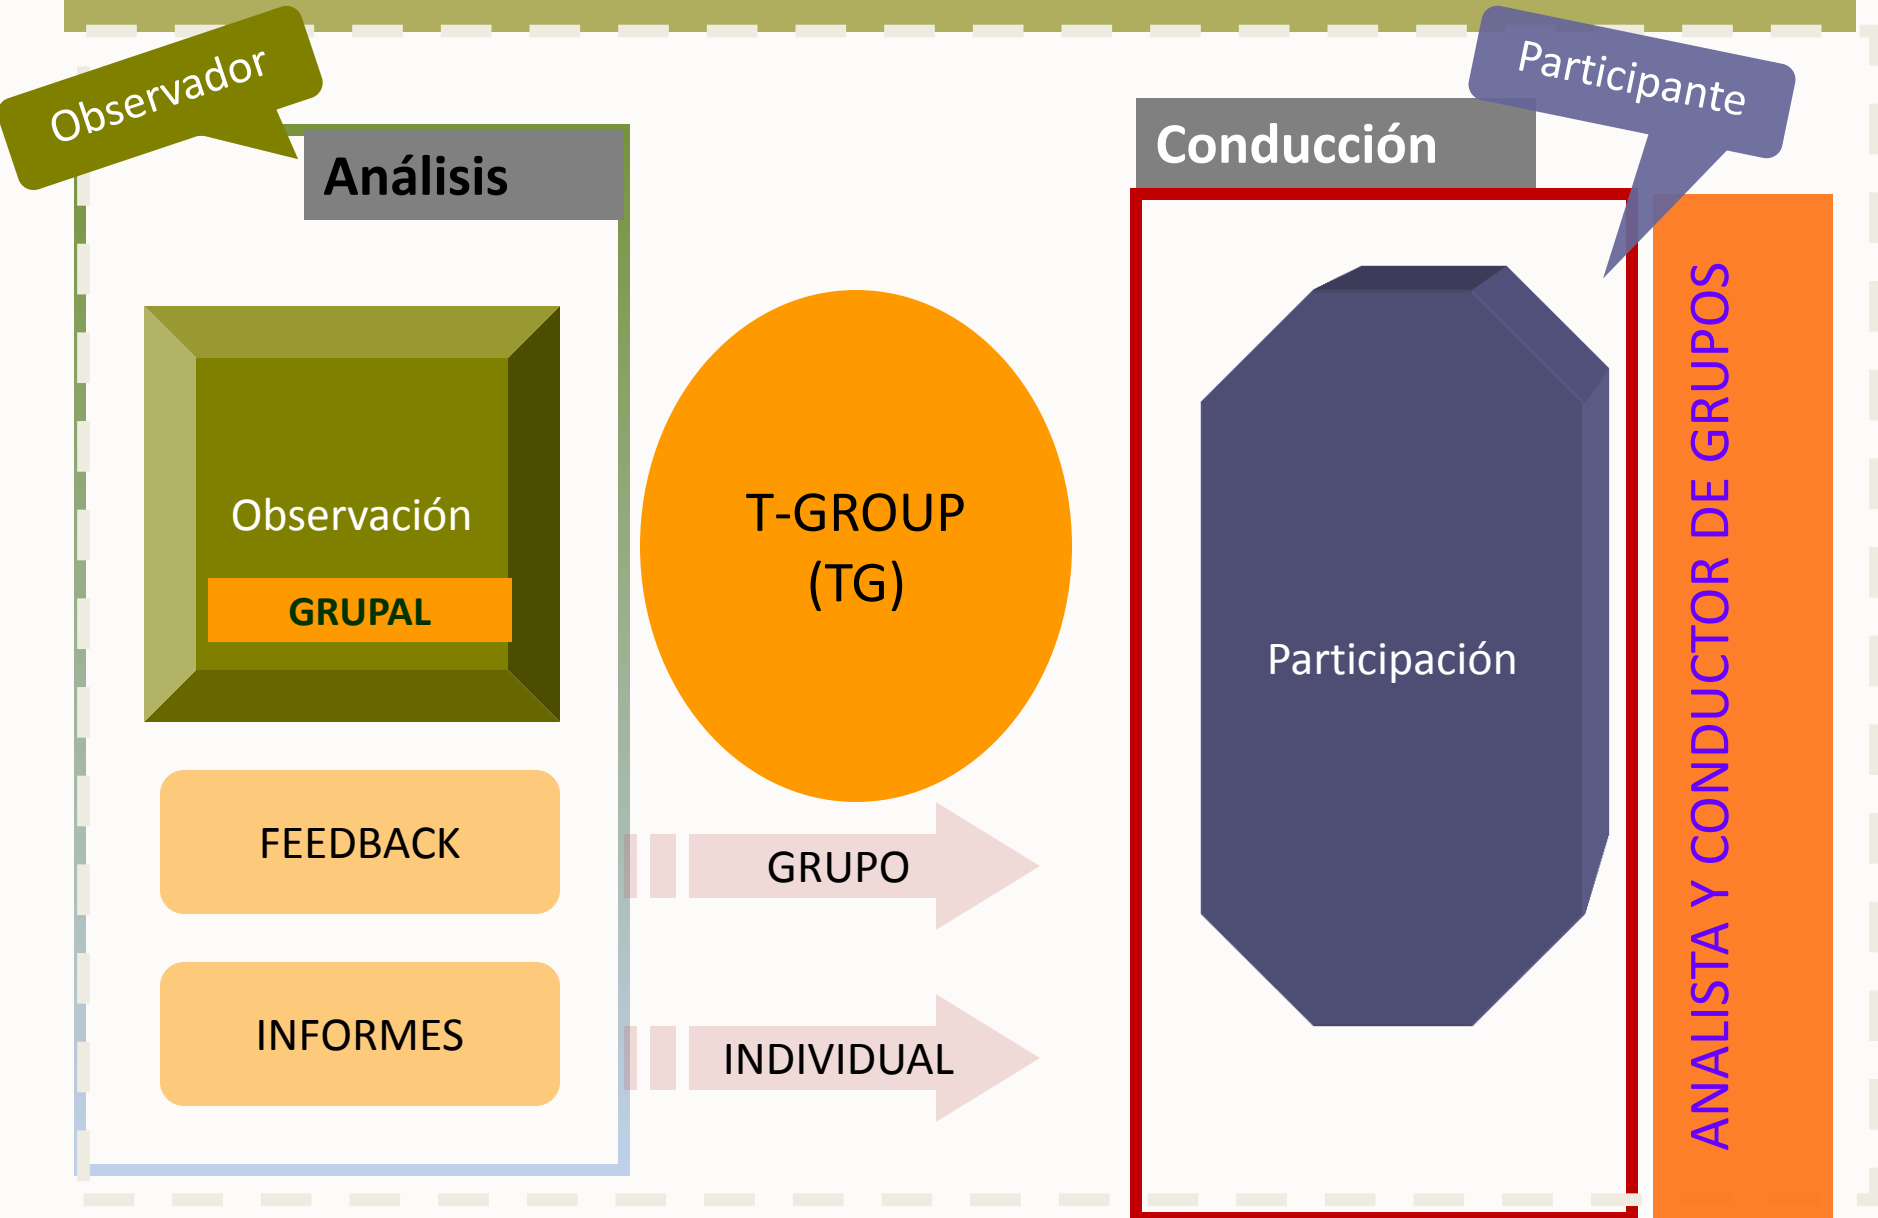 Observador
Análisis
Observación
GRUPAL
FEEDBACK
INFORMES
T-GROUP
(TG)
GRUPO
INDIVIDUAL
Participante
Conducción
Participación
ANALISTA Y CONDUCTOR DE GRUPOS